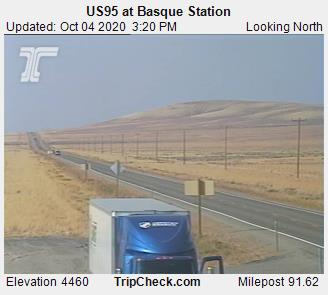 US95 at Basque Station
Updated: Oct 04 2020 3:20 PM Looking North
Elevation 4460 TripCheck.com Milepost 91.62